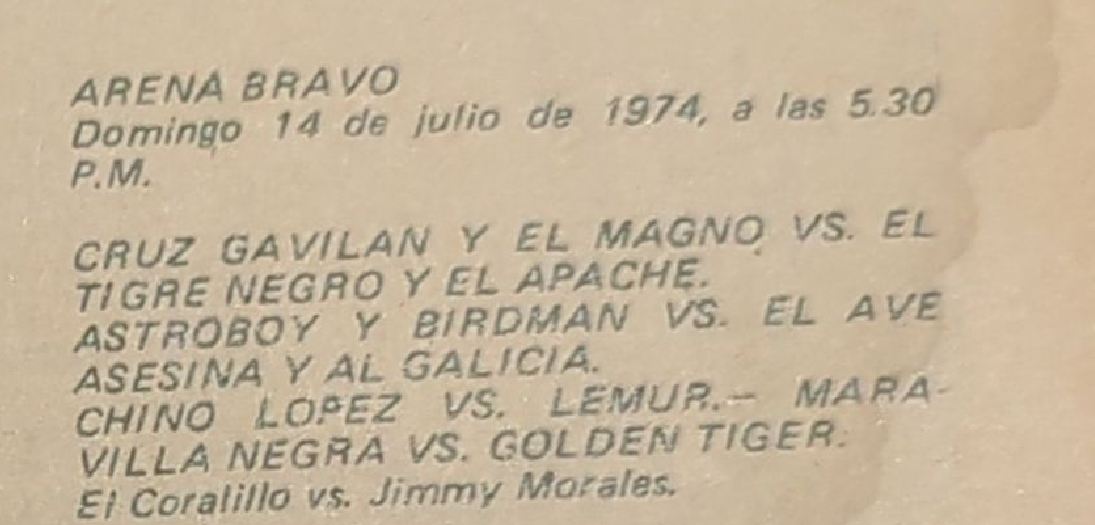 ARENA BRAVO
Domingo 14 de julio de 1974, a las 5.30
P.M.
CRUZ GAVILAN Y EL MAGNO VS. EL
TIGRE NEGRO Y EL APACHE.
ASTROBOY Y BIRDMAN VS. EL AVE
ASESINA Y AL GALICIA.
CHINO LOPEZ VS. LEMUR.— MARA-
VILLA NEGRA VS. GOLDEN TIGER.
El Coralillo vs. Jimmy Morales.